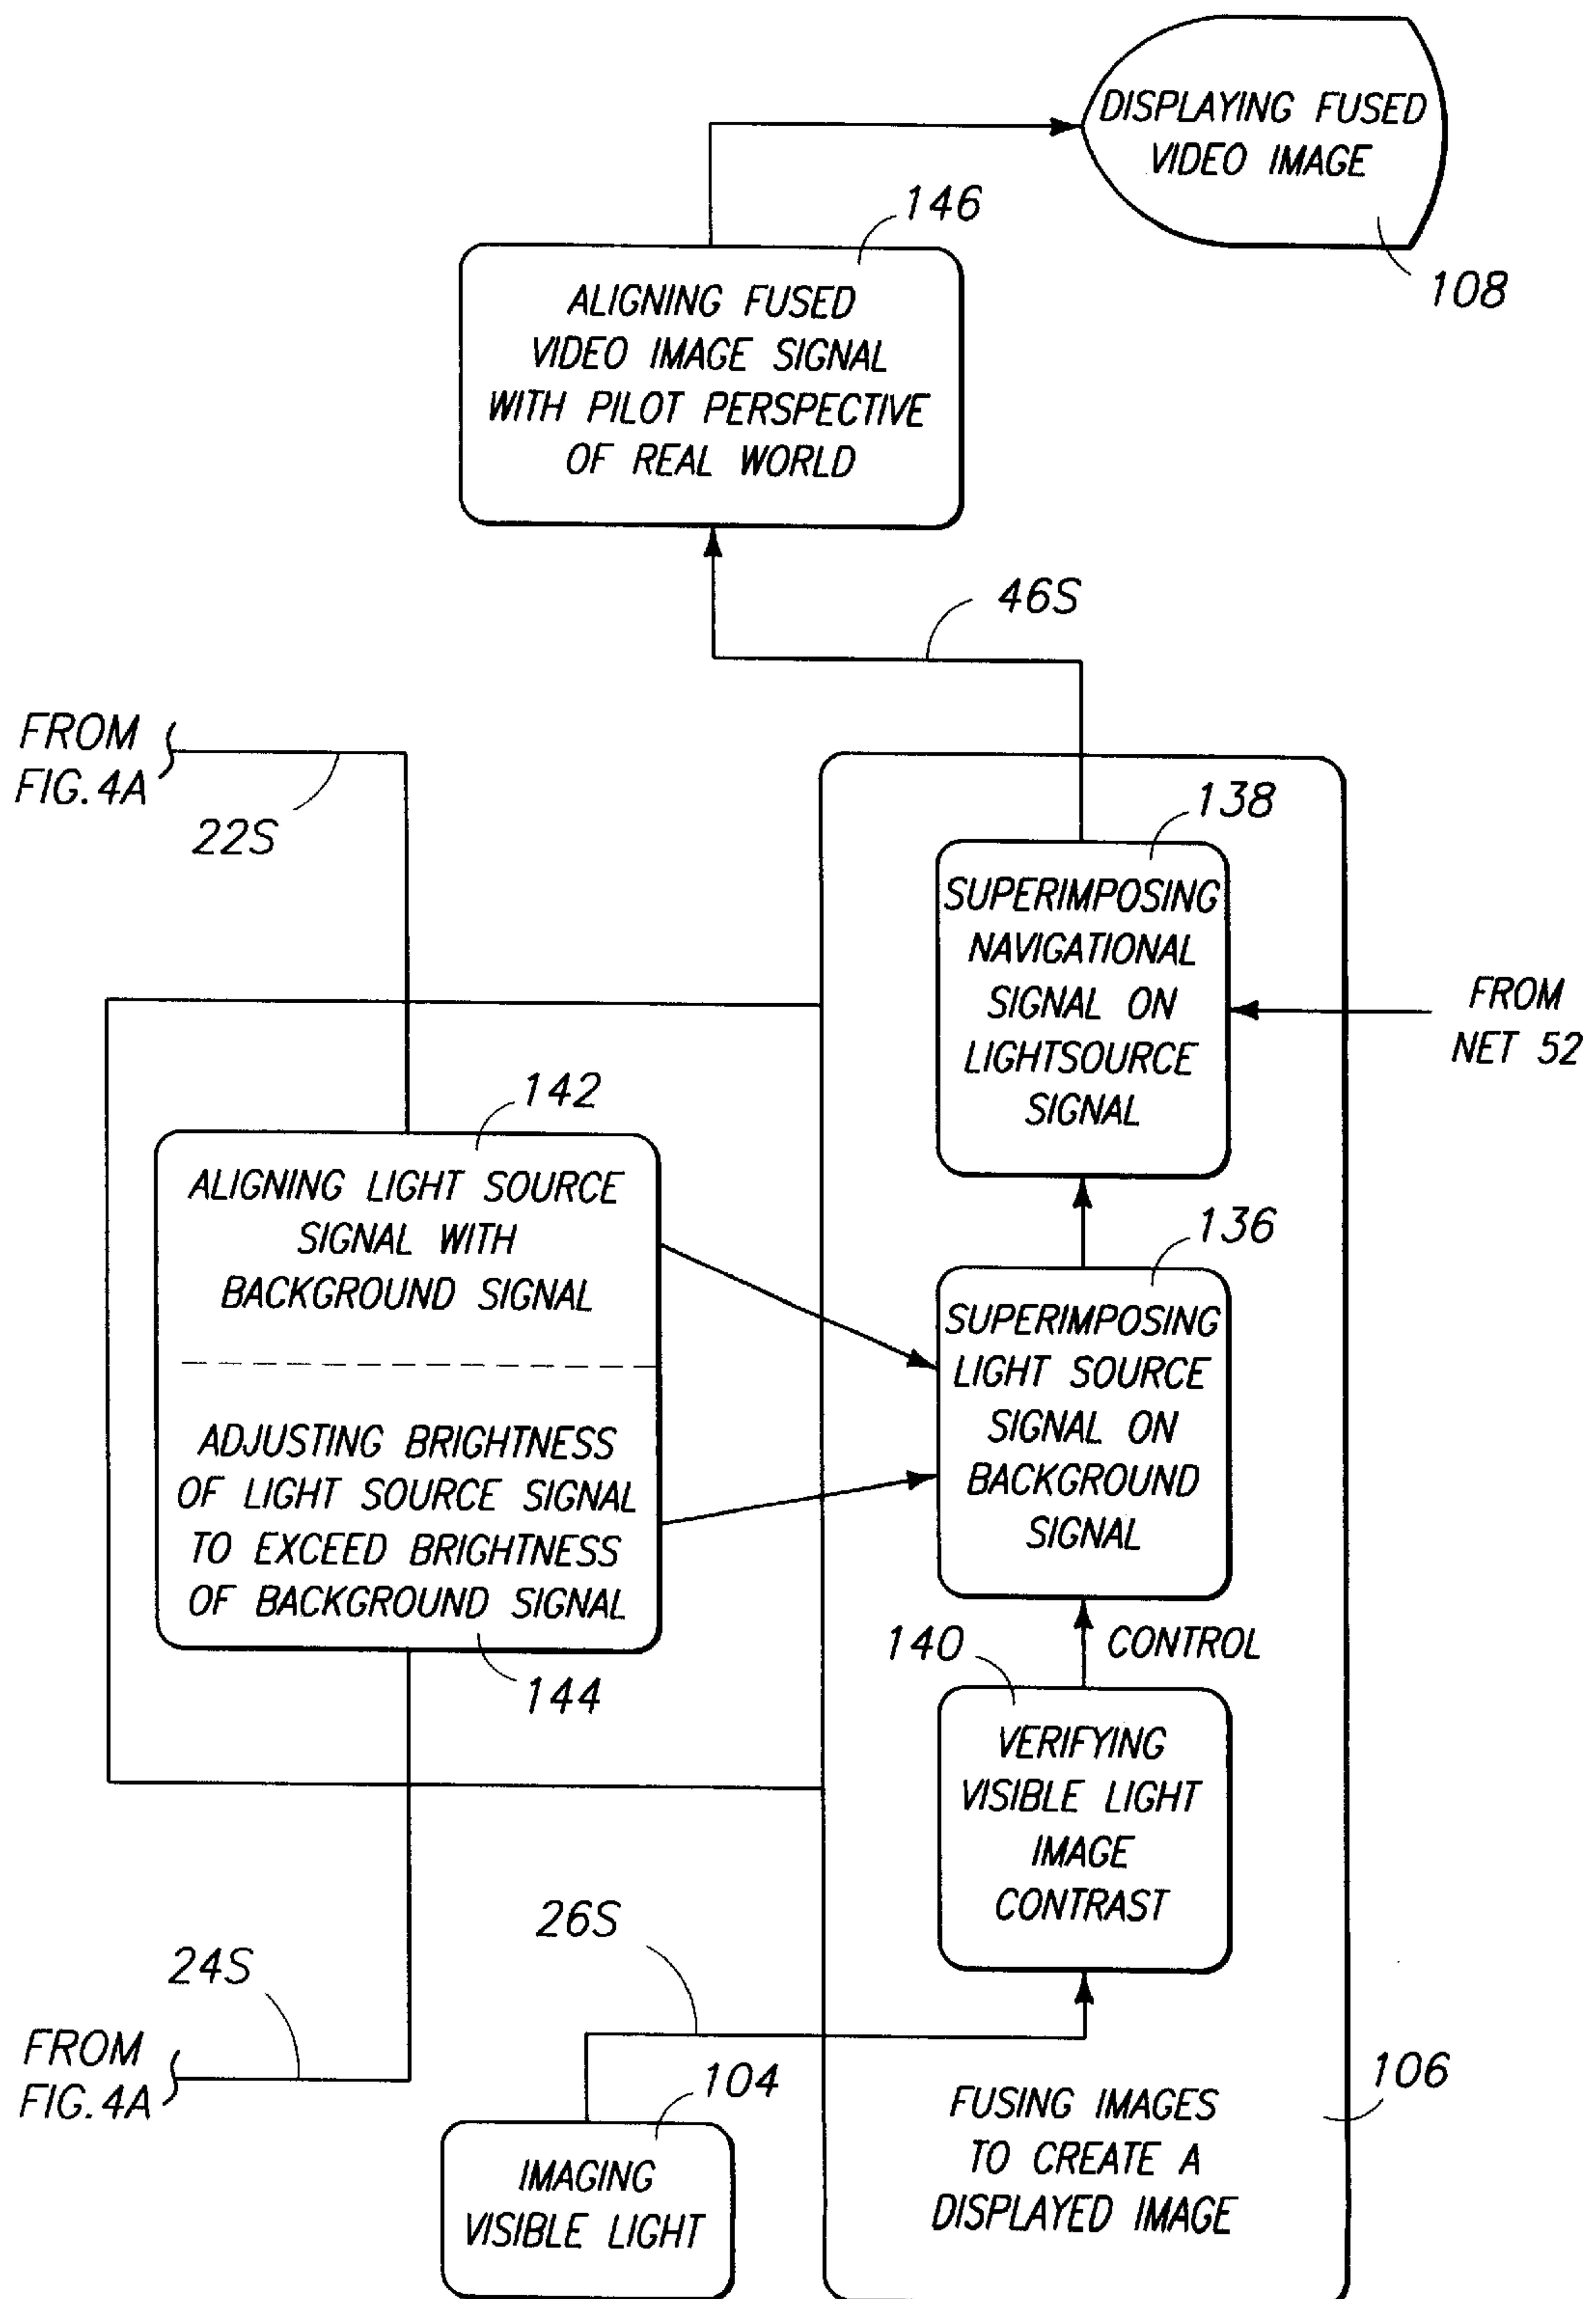 DISPLAYING FUSED
VIDEO IMAGE
108
146
ALIGNING FUSED
VIDEO IMAGE SIGNAL
WITH PILOT PERSPECTIVE
OF REAL WORLD
46S
FROM
FIG.4A
22S
138
SUPERIMPOSING
NAVIGATIONAL
SIGNAL ON
LIGHTSOURCE
SIGNAL
FROM
NET 52
142
ALIGNING LIGHT SOURCE
SIGNAL WITH
BACKGROUND SIGNAL
136
SUPERIMPOSING
LIGHT SOURCE
SIGNAL ON
BACKGROUND
SIGNAL
ADJUSTING BRIGHTNESS
OF LIGHT SOURCE SIGNAL
TO EXCEED BRIGHTNESS
OF BACKGROUND SIGNAL
144
140
CONTROL
VERIFYING
VISIBLE LIGHT
IMAGE
CONTRAST
26S
24S
FROM
FIG.4A
104
IMAGING
VISIBLE LIGHT
106
FUSING IMAGES
TO CREATE A
DISPLAYED IMAGE